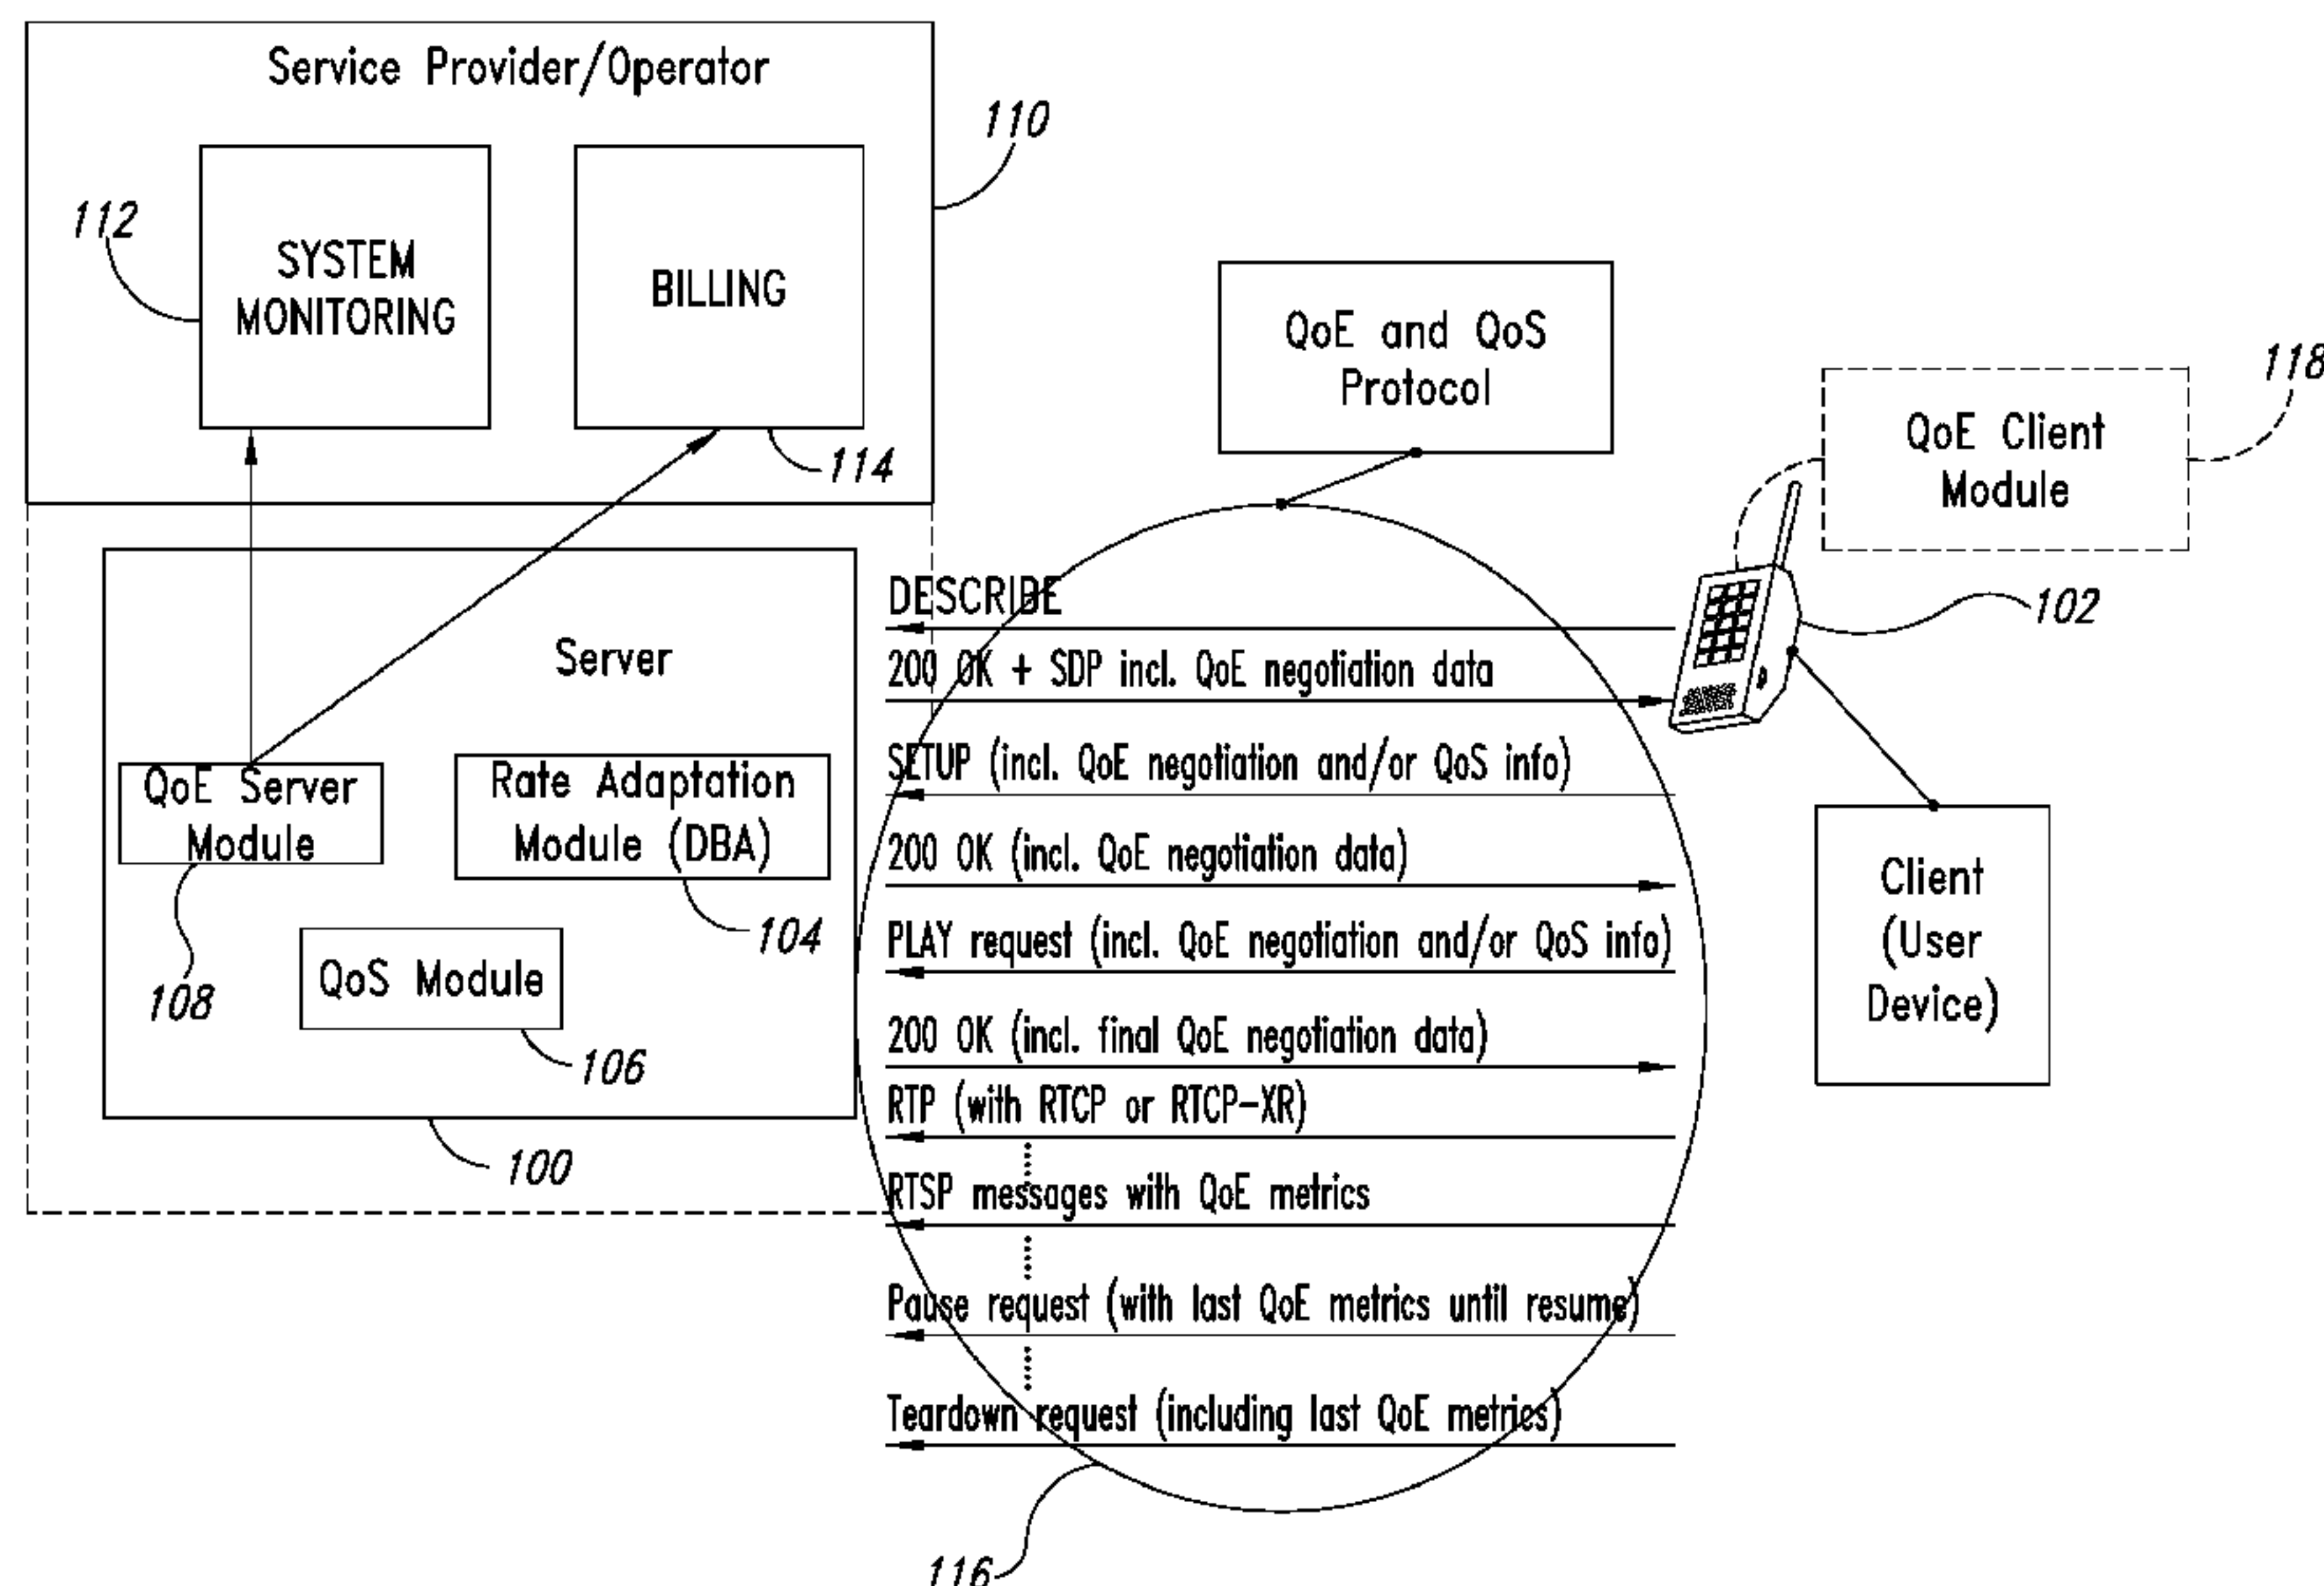 Service Provider/Operator
110
112
SYSTEM
MONITORING
BILLING
114
QoE and QoS
Protocol
118
QoE Client
Module
102
Server
QoE Server
Module
Rate Adaptation
Module (DBA)
104
108
QoS Module
106
100
DESCRIBE
200 OK + SDP incl. QoE negotiation data
SETUP (incl. QoE negotiation and/or QoS info)
200 OK (incl. QoE negotiation data)
PLAY request (incl. QoE negotiation and/or QoS info)
200 OK (incl. final QoE negotiation data)
RTP (with RTCP or RTCP-XR)
RTSP messages with QoE metrics
Pause request (with last QoE metrics until resume)
Teardown request (including last QoE metrics)
Client
(User
Device)
116